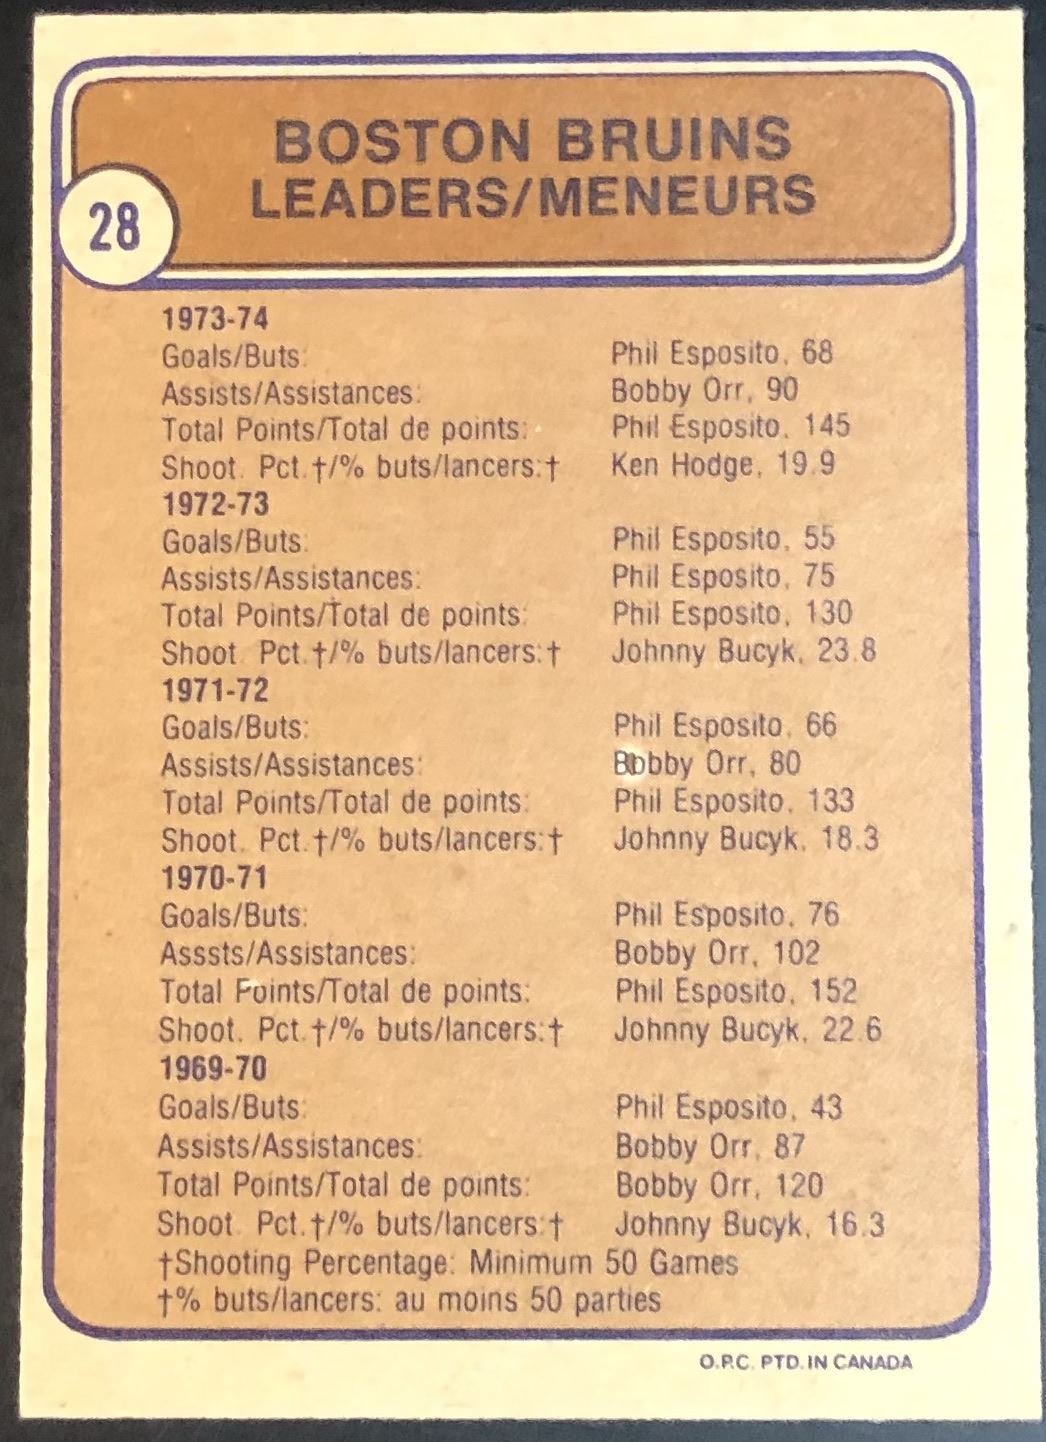 BOSTON BRUINS
LEADERS/MENEURS
28
1973-74
Goals/Buts: Phil Esposito, 68
Assists/Assistances: Bobby Orr, 90
Total Points/Total de points: Phil Esposito, 145
Shoot. Pct.†/% buts/lancers:† Ken Hodge, 19.9
1972-73
Goals/Buts: Phil Esposito, 55
Assists/Assistances: Phil Esposito, 75
Total Points/Total de points: Phil Esposito, 130
Shoot. Pct.†/% buts/lancers:† Johnny Bucyk, 23.8
1971-72
Goals/Buts: Phil Esposito, 66
Assists/Assistances: Bobby Orr, 80
Total Points/Total de points: Phil Esposito, 133
Shoot. Pct.†/% buts/lancers:† Johnny Bucyk, 18.3
1970-71
Goals/Buts: Phil Esposito, 76
Asssts/Assistances: Bobby Orr, 102
Total Points/Total de points: Phil Esposito, 152
Shoot. Pct.†/% buts/lancers:† Johnny Bucyk, 22.6
1969-70
Goals/Buts: Phil Esposito, 43
Assists/Assistances: Bobby Orr, 87
Total Points/Total de points: Bobby Orr, 120
Shoot. Pct.†/% buts/lancers:† Johnny Bucyk, 16.3
†Shooting Percentage: Minimum 50 Games
†% buts/lancers: au moins 50 parties
O.P.C. PTD. IN CANADA